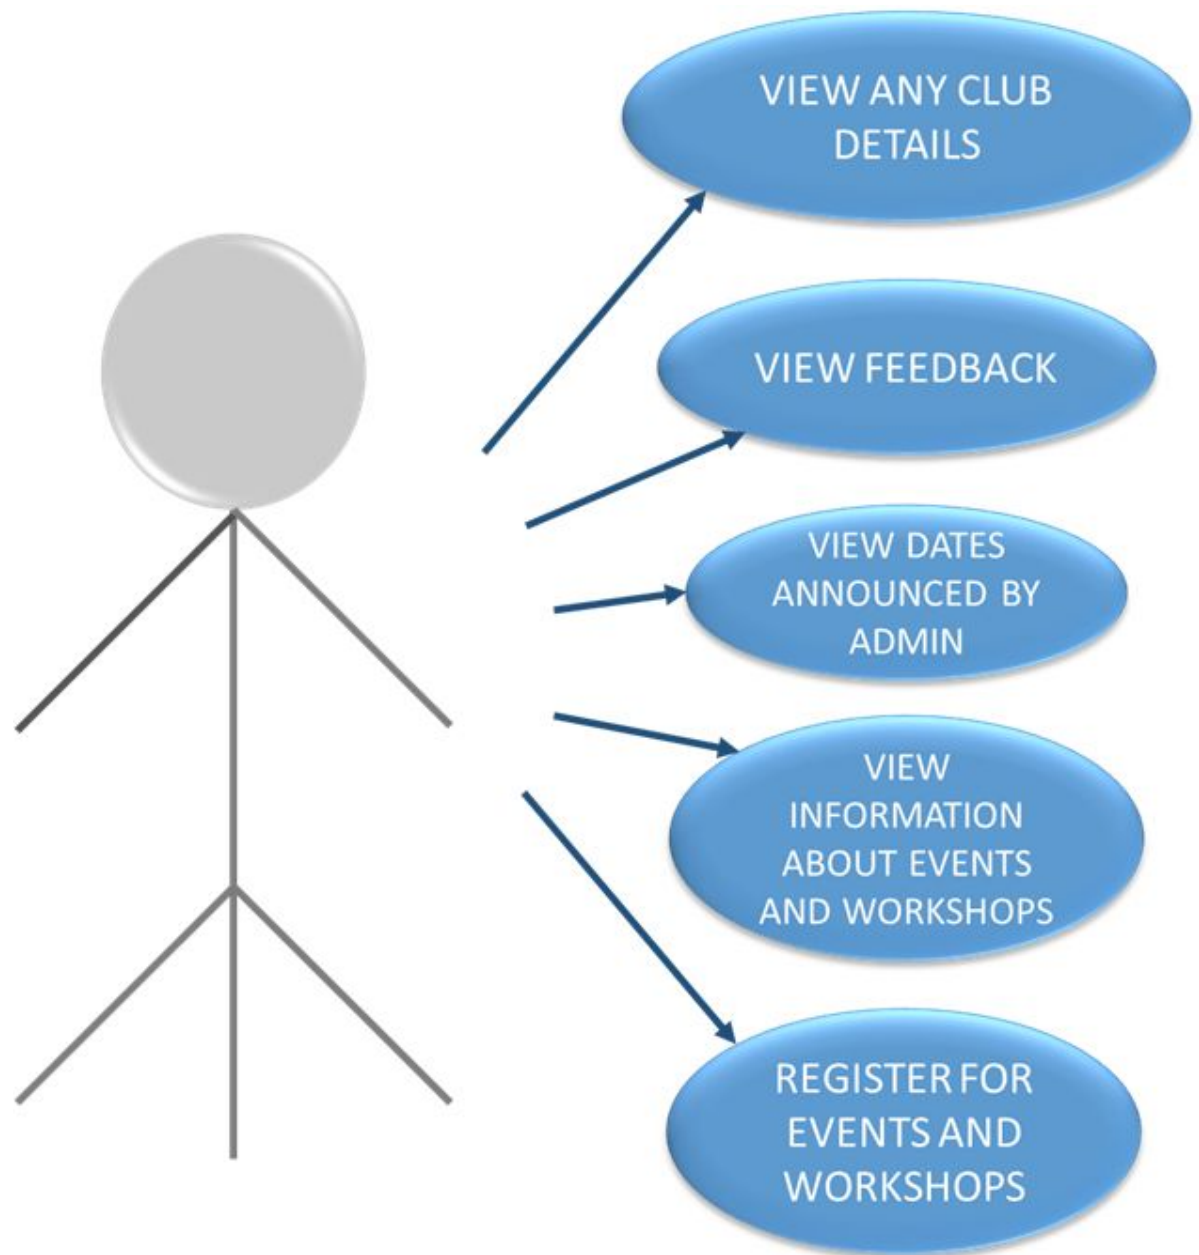 VIEW ANY CLUB
DETAILS
VIEW FEEDBACK
VIEW DATES
ANNOUNCED BY
ADMIN
VIEW
INFORMATION
ABOUT EVENTS
AND WORKSHOPS
REGISTER FOR
EVENTS AND
WORKSHOPS